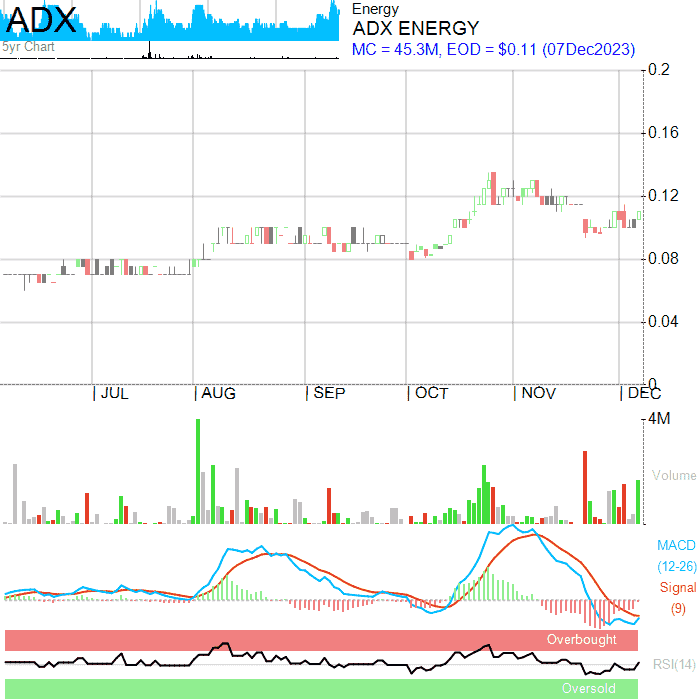 ADX
5yr Chart
Energy
ADX ENERGY
MC = 45.3M, EOD = $0.11 (07Dec2023)
0.2
0.16
0.12
0.08
0.04
0
JUL AUG SEP OCT NOV DEC
4M
Volume
MACD
(12-26)
Signal
(9)
Overbought
RSI(14)
Oversold